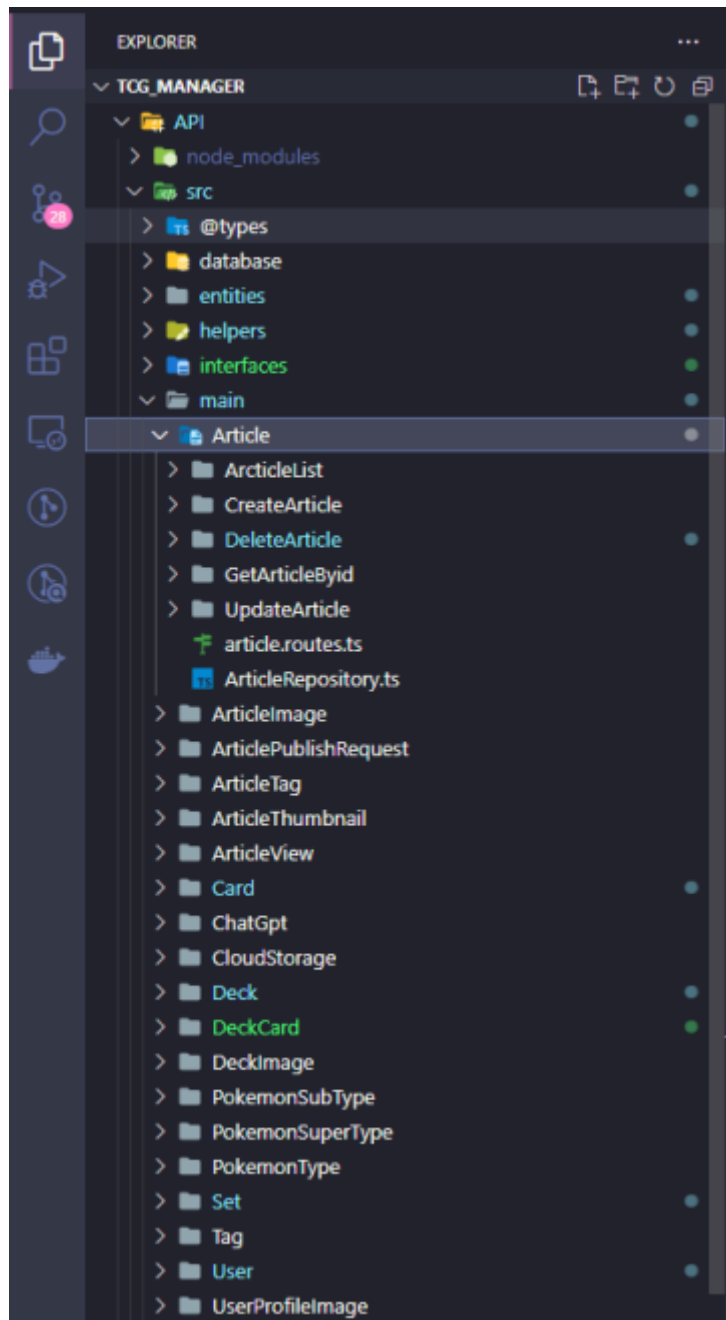 EXPLORER
TCG_MANAGER
API
node_modules
src
@types
database
entities
helpers
interfaces
main
Article
ArcticleList
CreateArticle
DeleteArticle
GetArticleByid
UpdateArticle
article.routes.ts
ArticleRepository.ts
ArticleImage
ArticlePublishRequest
ArticleTag
ArticleThumbnail
ArticleView
Card
ChatGpt
CloudStorage
Deck
DeckCard
DeckImage
PokemonSubType
PokemonSuperType
PokemonType
Set
Tag
User
UserProfileImage
28
TS
TS